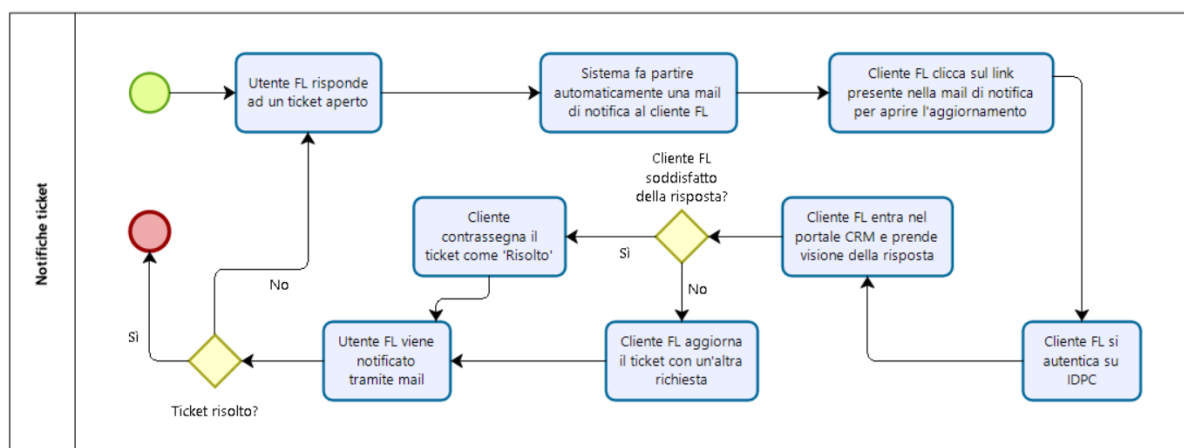 Notifiche ticket
Utente FL risponde
ad un ticket aperto
Sistema fa partire
automaticamente una mail
di notifica al cliente FL
Cliente FL clicca sul link
presente nella mail di notifica
per aprire l'aggiornamento
Cliente FL si
autentica su
IDPC
Cliente FL entra nel
portale CRM e prende
visione della risposta
Cliente FL
soddisfatto
della risposta?
Sì
No
Cliente
contrassegna il
ticket come 'Risolto'
Cliente FL aggiorna
il ticket con un'altra
richiesta
Utente FL viene
notificato
tramite mail
Ticket risolto?
No
Sì